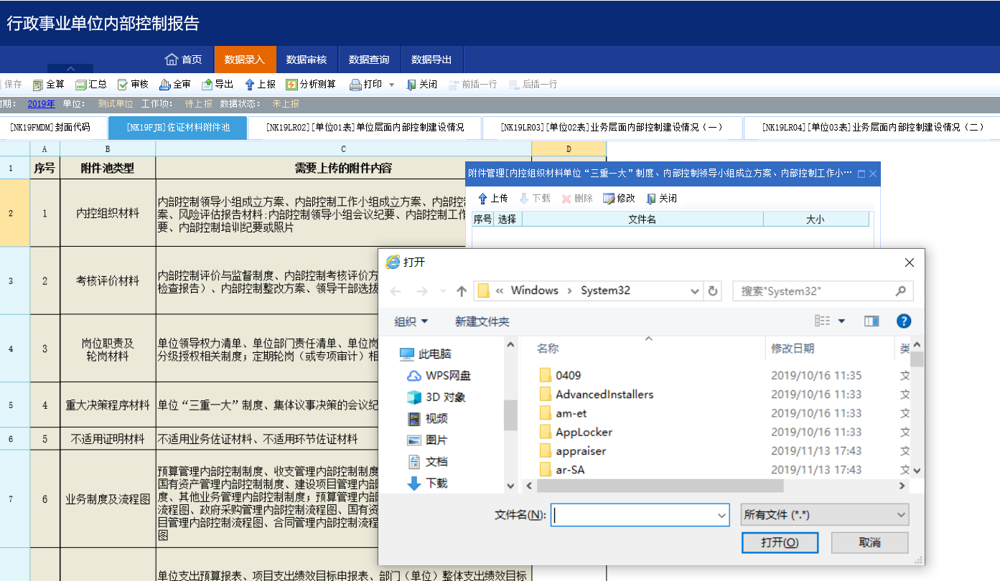 行政事业单位内部控制报告
首页 数据录入 数据审核 数据查询 数据导出
保存 全算 汇总 审核 全审 导出 上报 分析测算 打印 关闭 前插一行 后插一行
期： 2019年 单位： 测试单位 工作项： 待上报 数据状态： 未上报
[NK19FMDM]封面代码 [NK19FJB]佐证材料附件池 [NK19LR02][单位01表]单位层面内部控制建设情况 [NK19LR03][单位02表]业务层面内部控制建设情况（一） [NK19LR04][单位03表]业务层面内部控制建设情况（二）
A B C D
1 序号 附件池类型 需要上传的附件内容
2 1 内控组织材料
内部控制领导小组成立方案、内部控制工作小组成立方案、内部控
案、风险评估报告材料:内部控制领导小组会议纪要、内部控制工作
要、内部控制培训纪要或照片
3 2 考核评价材料
内部控制评价与监督制度、内部控制考核评价方
检查报告）、内部控制整改方案、领导干部选拔
4 3 岗位职责及
轮岗材料
单位领导权力清单、单位部门责任清单、单位岗
分级授权相关制度；定期轮岗（或专项审计）相
5 4 重大决策程序材料 单位“三重一大”制度、集体议事决策的会议纪
6 5 不适用证明材料 不适用业务佐证材料、不适用环节佐证材料
7 6 业务制度及流程图
预算管理内部控制制度、收支管理内部控制制度
国有资产管理内部控制制度、建设项目管理内部
度、其他业务管理内部控制制度；预算管理内部
流程图、政府采购管理内部控制流程图、国有资
目管理内部控制流程图、合同管理内部控制流程
图
单位支出预算报表、项目支出绩效目标申报表、部门（单位）整体支出绩效目标
附件管理[内控组织材料单位“三重一大”制度、内部控制领导小组成立方案、内部控制工作小…
上传 下载 删除 修改 关闭
序号 选择 文件名 大小
打开
« Windows › System32 搜索"System32"
组织 新建文件夹
名称 修改日期 类
此电脑
WPS网盘
3D 对象
视频
图片
文档
下载
0409 2019/10/16 11:35 文
AdvancedInstallers 2019/10/16 11:33 文
am-et 2019/10/16 11:33 文
AppLocker 2019/10/16 11:33 文
appraiser 2019/11/13 17:43 文
ar-SA 2019/11/13 17:43 文
文件名(N): 所有文件 (*.*)
打开(O) 取消